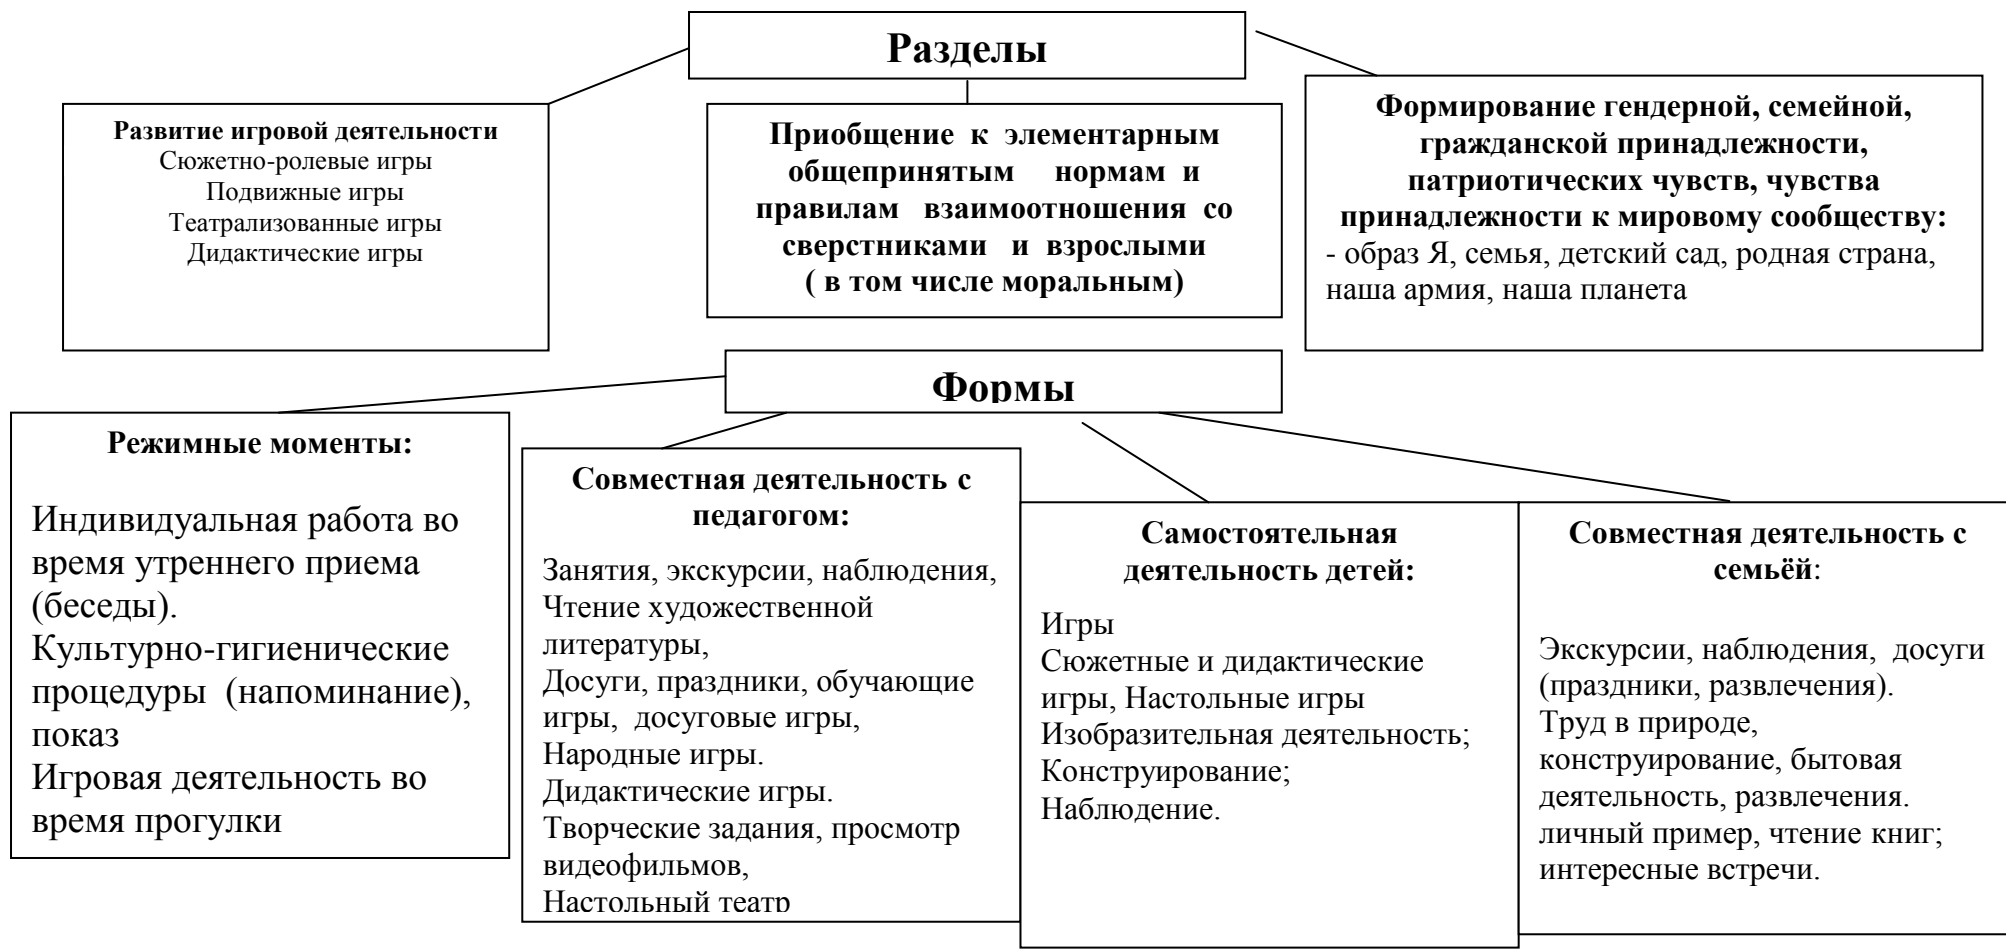 Разделы
Развитие игровой деятельности
Сюжетно-ролевые игры
Подвижные игры
Театрализованные игры
Дидактические игры
Приобщение к элементарным
общепринятым нормам и
правилам взаимоотношения со
сверстниками и взрослыми
( в том числе моральным)
Формирование гендерной, семейной,
гражданской принадлежности,
патриотических чувств, чувства
принадлежности к мировому сообществу:
- образ Я, семья, детский сад, родная страна,
наша армия, наша планета
Формы
Режимные моменты:
Индивидуальная работа во
время утреннего приема
(беседы).
Культурно-гигиенические
процедуры (напоминание),
показ
Игровая деятельность во
время прогулки
Совместная деятельность с
педагогом:
Занятия, экскурсии, наблюдения,
Чтение художественной
литературы,
Досуги, праздники, обучающие
игры, досуговые игры,
Народные игры.
Дидактические игры.
Творческие задания, просмотр
видеофильмов,
Настольный театр
Самостоятельная
деятельность детей:
Игры
Сюжетные и дидактические
игры, Настольные игры
Изобразительная деятельность;
Конструирование;
Наблюдение.
Совместная деятельность с
семьёй:
Экскурсии, наблюдения, досуги
(праздники, развлечения).
Труд в природе,
конструирование, бытовая
деятельность, развлечения.
личный пример, чтение книг;
интересные встречи.